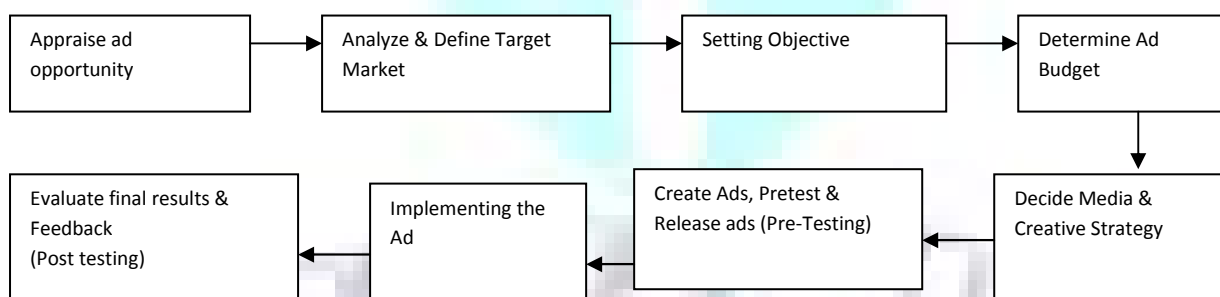 Appraise ad
opportunity
Analyze & Define Target
Market
Setting Objective
Determine Ad
Budget
Decide Media &
Creative Strategy
Create Ads, Pretest &
Release ads (Pre-Testing)
Implementing the
Ad
Evaluate final results &
Feedback
(Post testing)